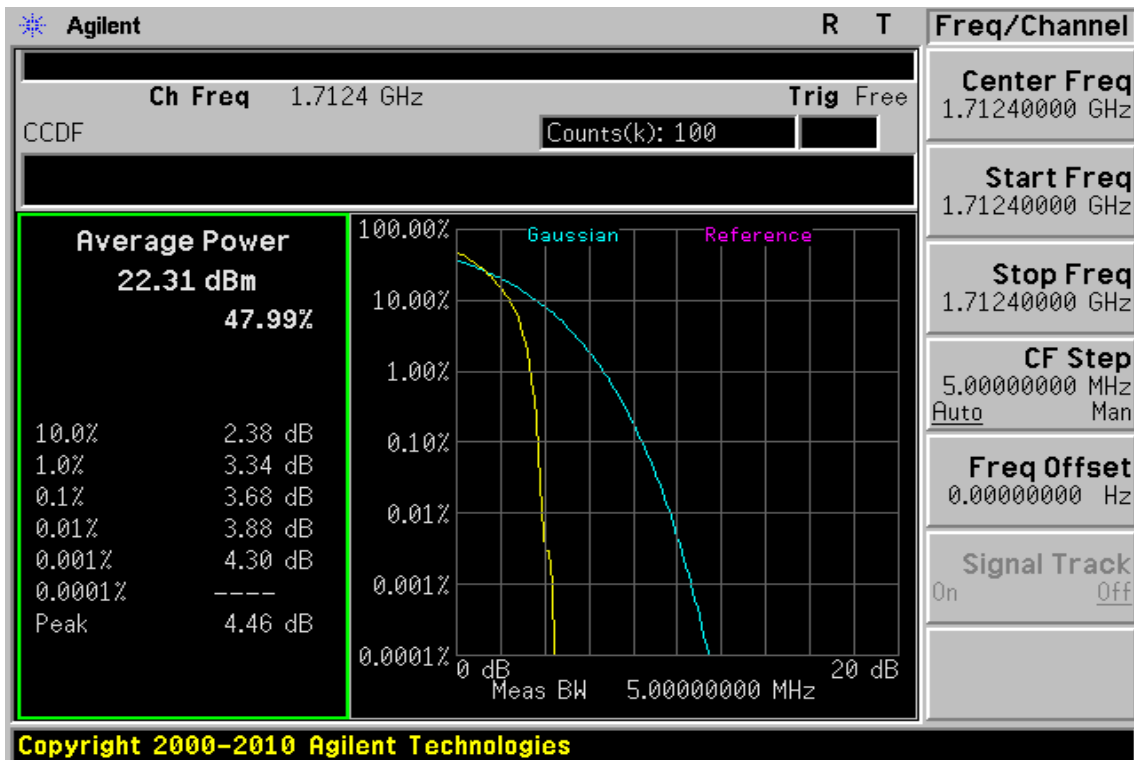 Agilent R T Freq/Channel
Ch Freq 1.7124 GHz Trig Free
CCDF Counts(k): 100
Average Power
22.31 dBm
47.99%
10.0% 2.38 dB
1.0% 3.34 dB
0.1% 3.68 dB
0.01% 3.88 dB
0.001% 4.30 dB
0.0001% ----
Peak 4.46 dB
100.00%
10.00%
1.00%
0.10%
0.01%
0.001%
0.0001%
Gaussian Reference
0 dB 20 dB
Meas BW 5.00000000 MHz
Center Freq
1.71240000 GHz
Start Freq
1.71240000 GHz
Stop Freq
1.71240000 GHz
CF Step
5.00000000 MHz
Auto Man
Freq Offset
0.00000000 Hz
Signal Track
On Off
Copyright 2000-2010 Agilent Technologies